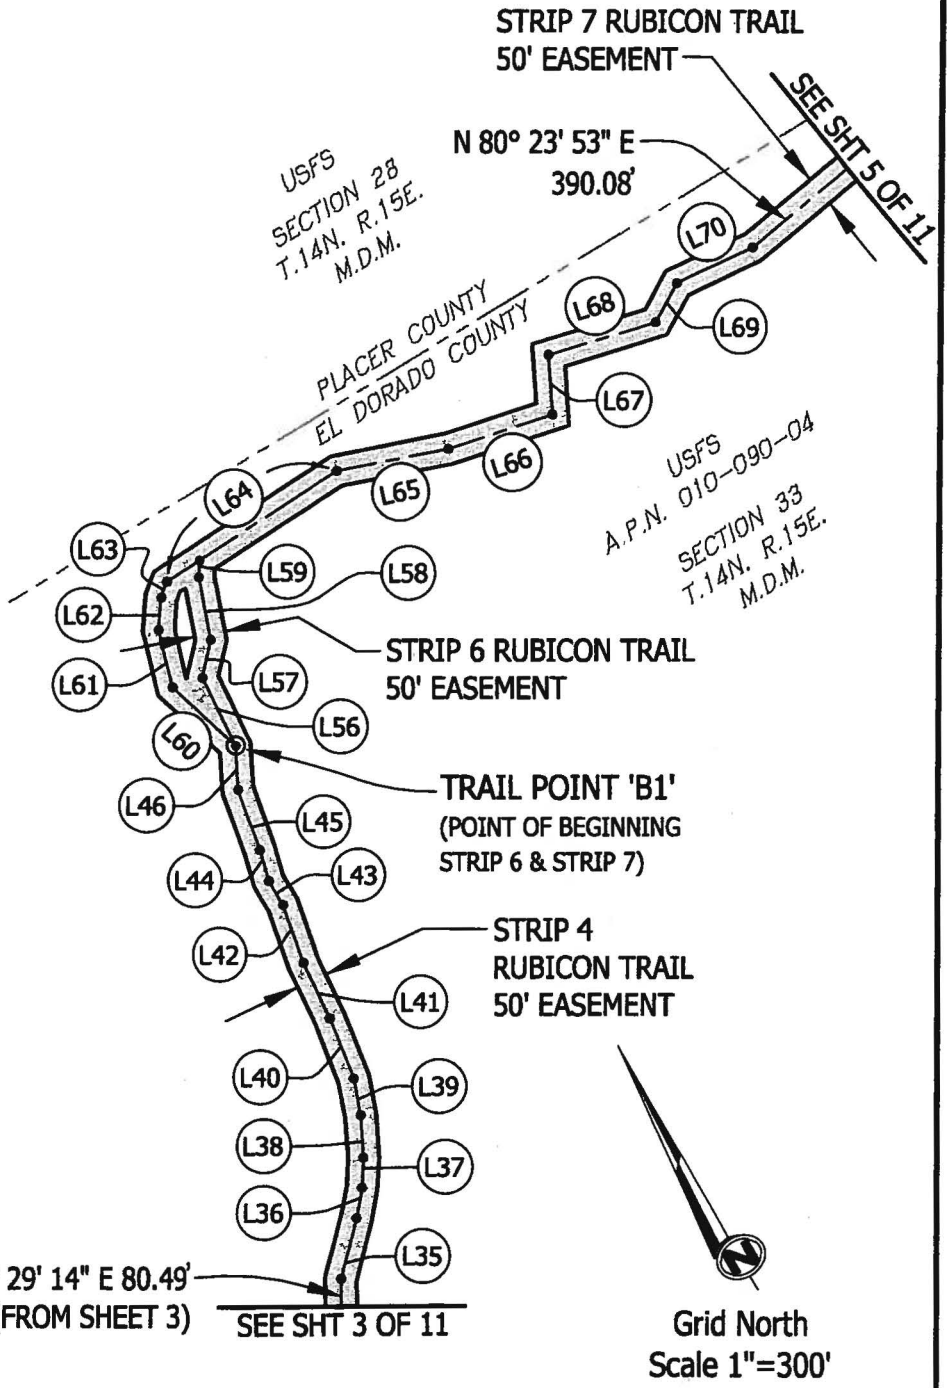 STRIP 7 RUBICON TRAIL
50' EASEMENT
SEE SHT 5 OF 11
N 80° 23' 53" E
390.08'
USFS
SECTION 28
T.14N. R.15E.
M.D.M.
L70
PLACER COUNTY
EL DORADO COUNTY
L68
L69
L67
L66
L65
L64
USFS
A.P.N. 010-090-04
SECTION 33
T.14N. R.15E.
M.D.M.
L63
L59
L58
L62
STRIP 6 RUBICON TRAIL
50' EASEMENT
L61
L57
L56
L60
TRAIL POINT 'B1'
(POINT OF BEGINNING
STRIP 6 & STRIP 7)
L46
L45
L44
L43
STRIP 4
RUBICON TRAIL
50' EASEMENT
L42
L41
L40
L39
L38
L37
L36
L35
29' 14" E 80.49'
FROM SHEET 3)
SEE SHT 3 OF 11
N
Grid North
Scale 1"=300'